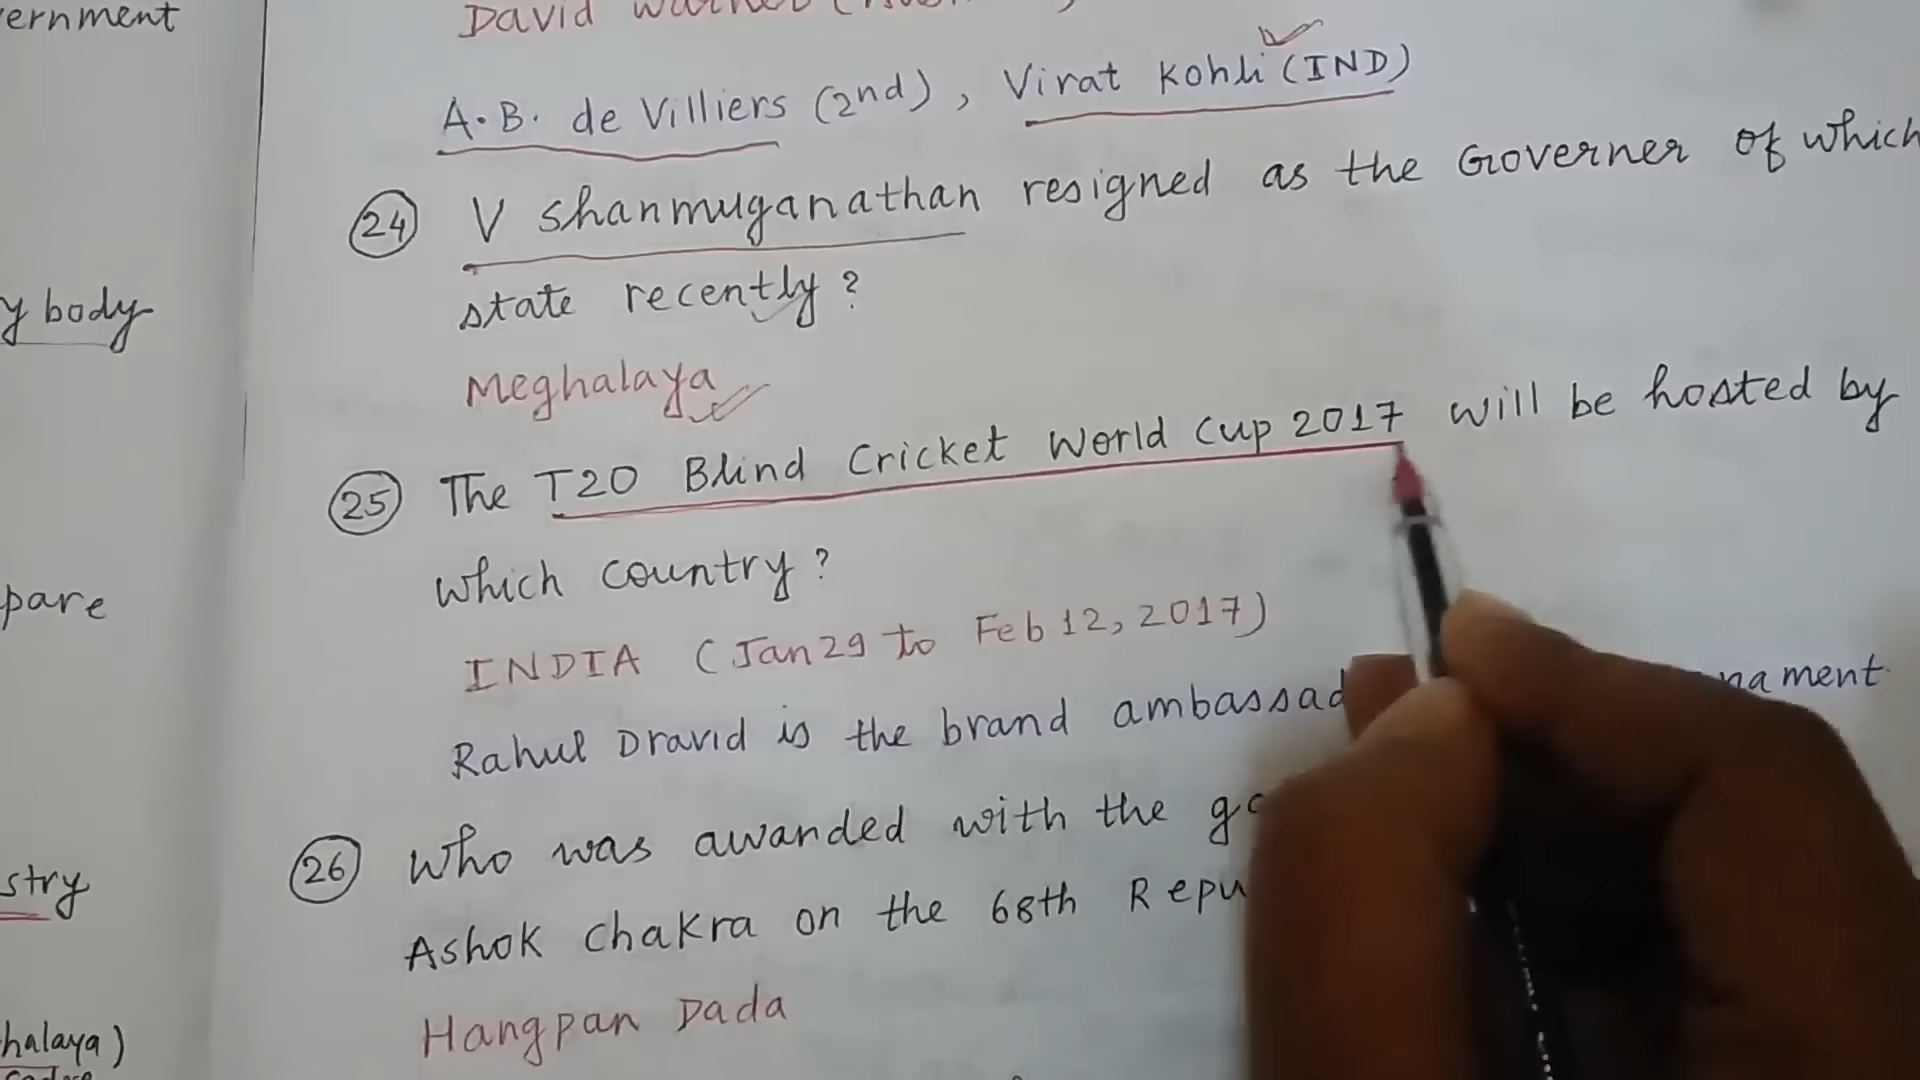 ernment
y body
pare
stry
halaya)
David
A.B. de Villiers (2nd), Virat Kohli (IND)
24 V Shanmuganathan resigned as the Governer of which
state recently?
Meghalaya
25 The T20 Blind Cricket World Cup 2017 will be hosted by
which country?
INDIA (Jan 29 to Feb 12, 2017)
Rahul Dravid is the brand ambassad nament.
26 Who was awarded with the
Ashok Chakra on the 68th Repu
Hangpan Dada